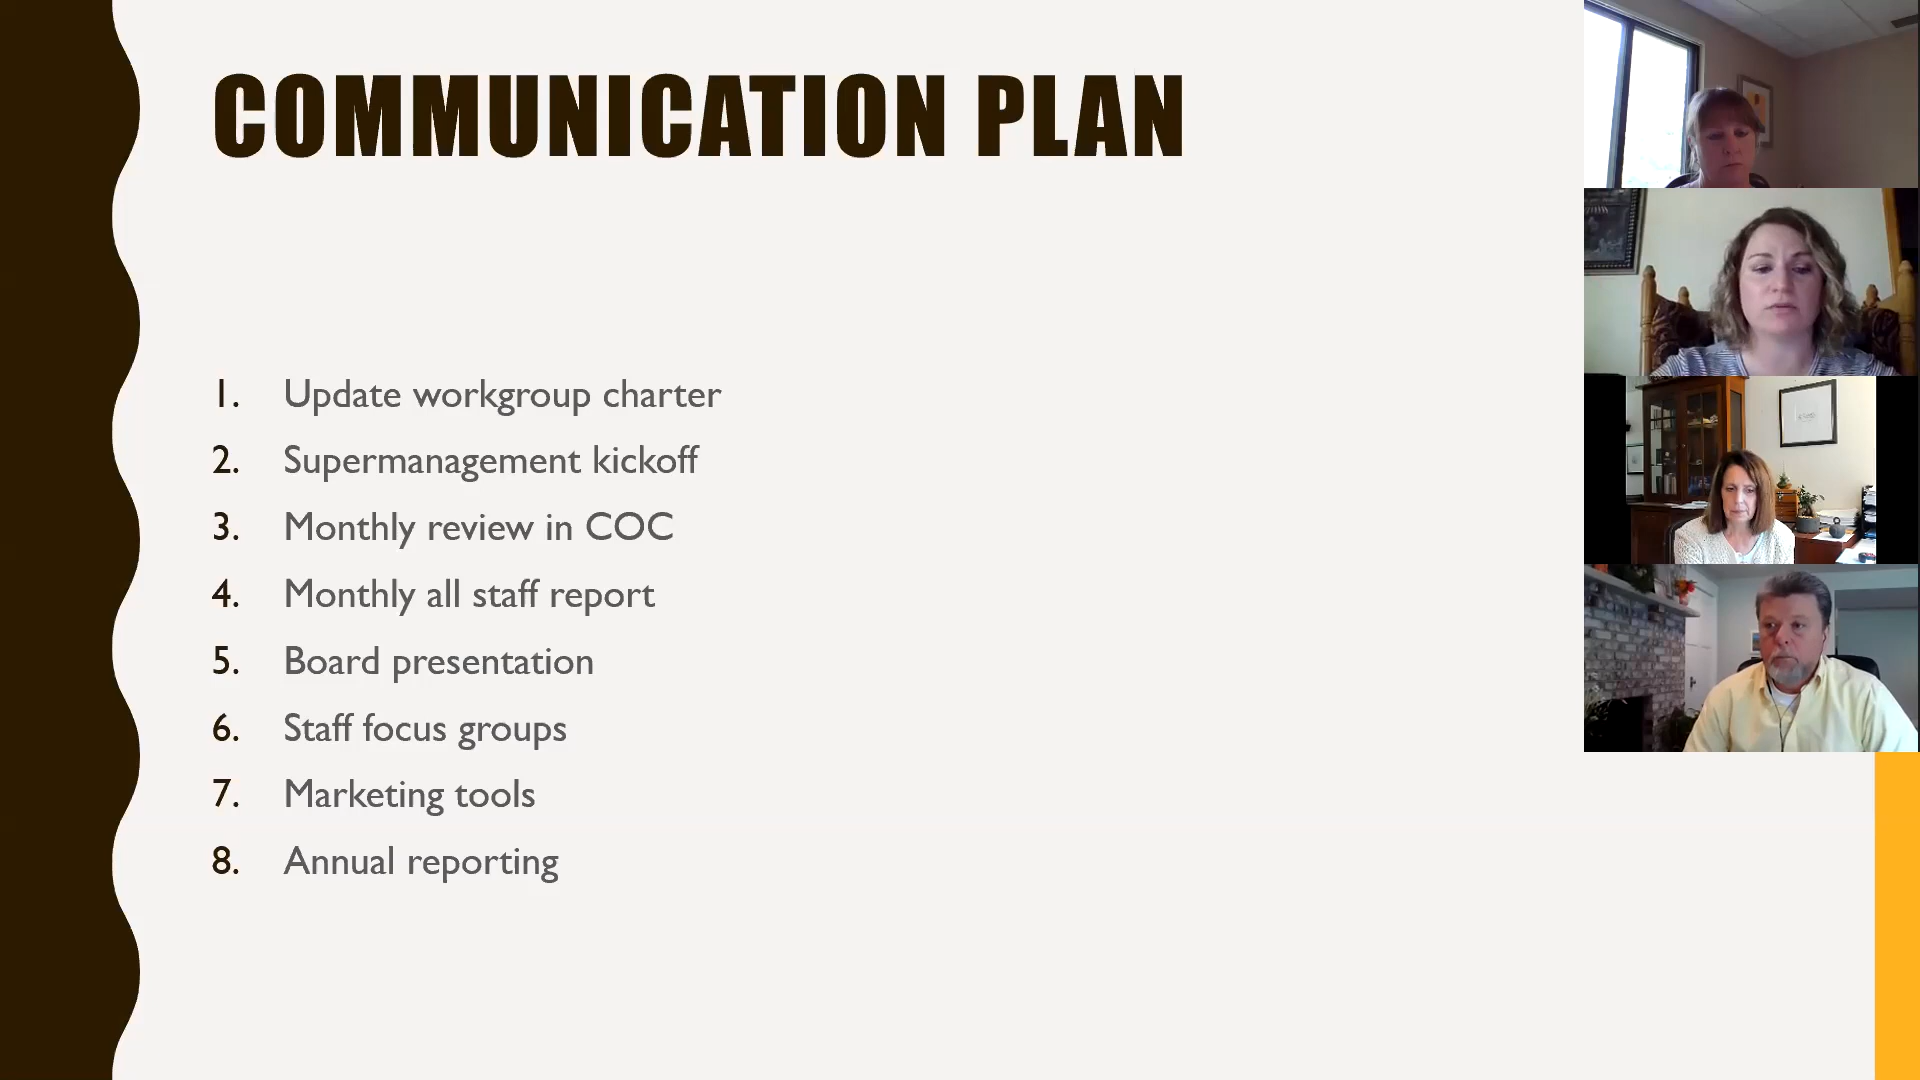 COMMUNICATION PLAN
1. Update workgroup charter
2. Supermanagement kickoff
3. Monthly review in COC
4. Monthly all staff report
5. Board presentation
6. Staff focus groups
7. Marketing tools
8. Annual reporting